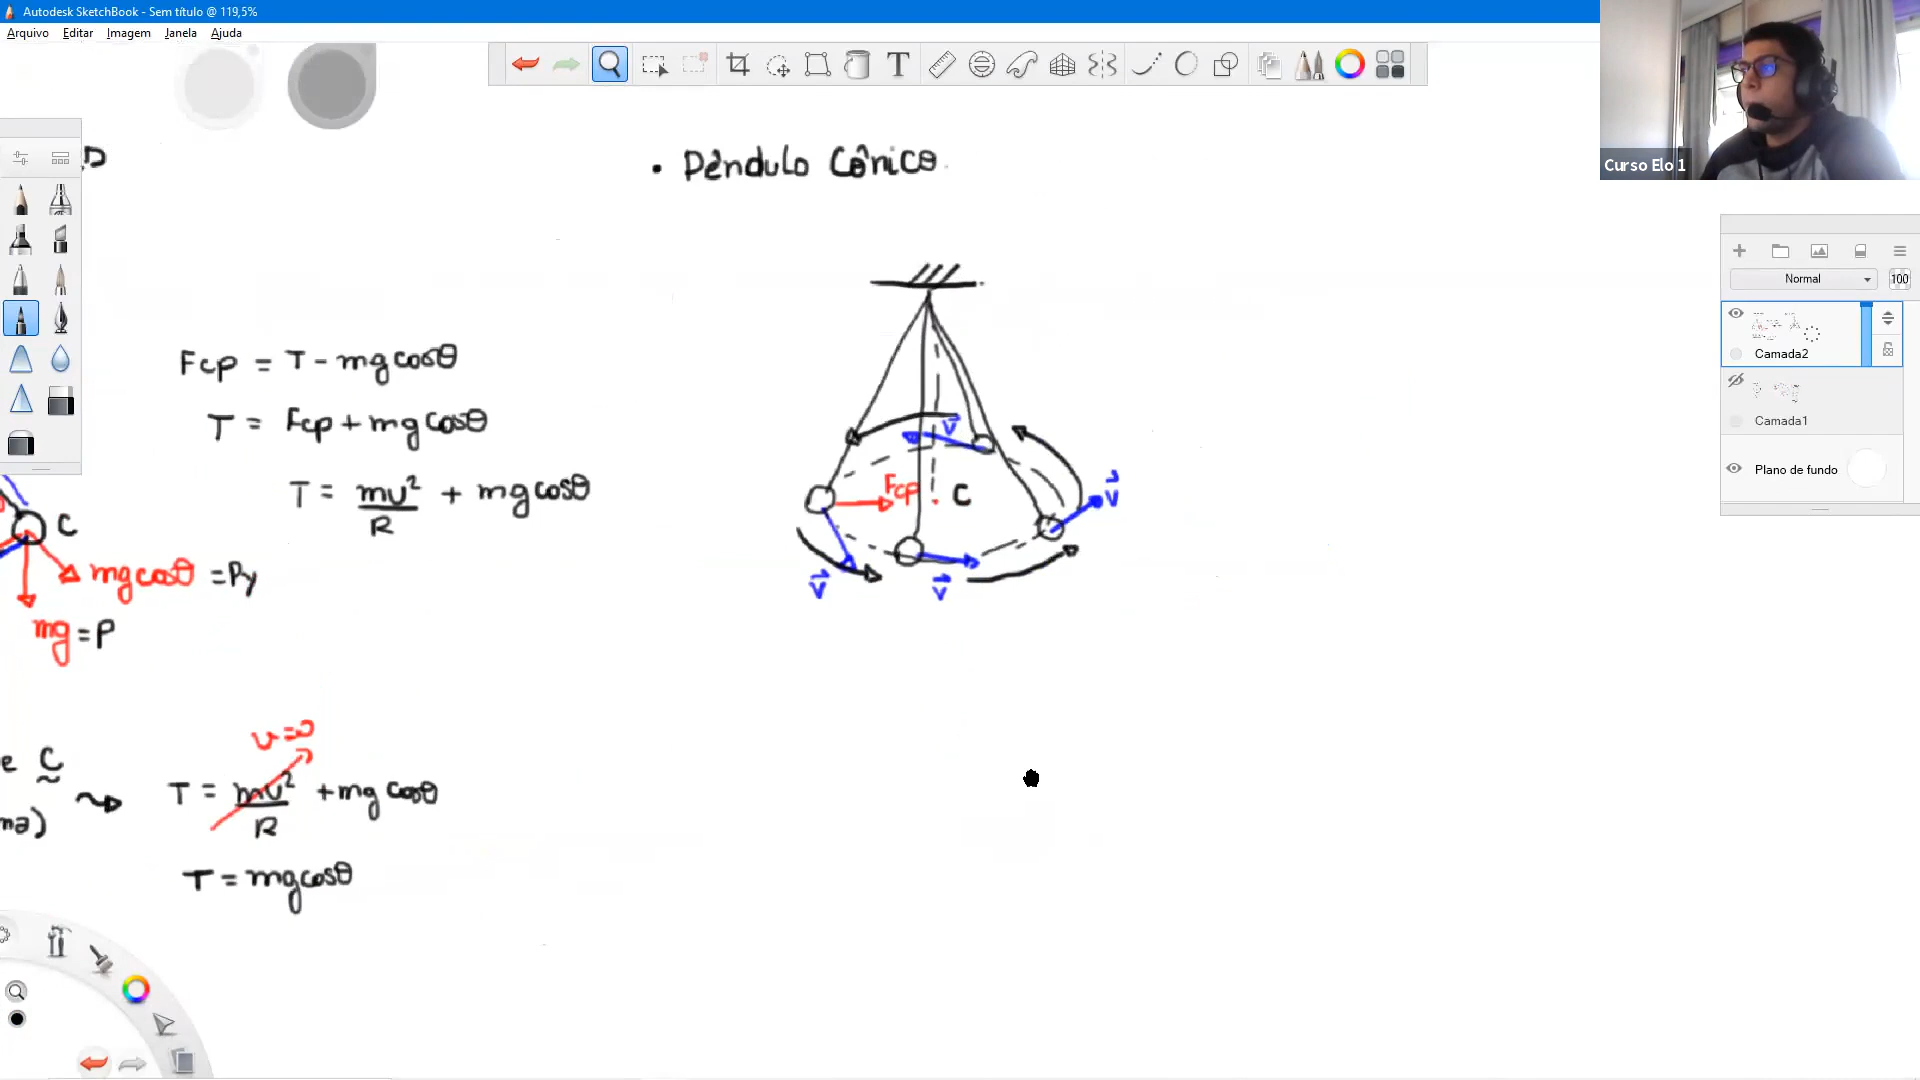 Autodesk SketchBook - Sem título @ 119,5%
Arquivo Editar Imagem Janela Ajuda
Curso Elo 1
• Pêndulo Cônico
Fcp = T - mg cosθ
T = Fcp + mg cosθ
T = mv²/R + mg cosθ
C
mg cosθ = Py
mg = P
v=0
e C
T = mv²/R + mg cosθ
T = mg cosθ
v
Fcp
C
v
v
v
Normal
100
Camada2
Camada1
Plano de fundo